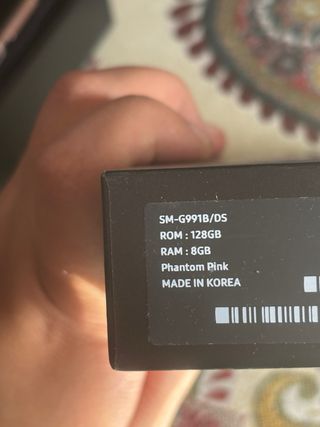 SM-G991B/DS
ROM : 128GB
RAM : 8GB
Phantom Pink
MADE IN KOREA